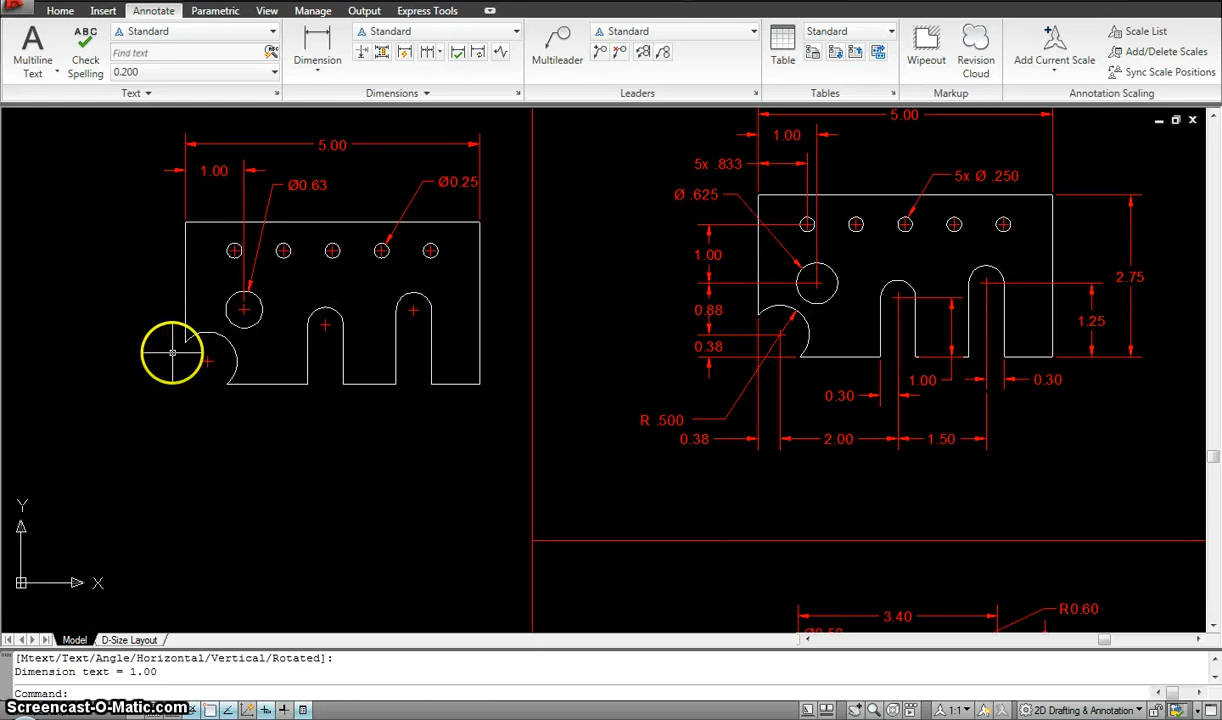 Home Insert Annotate Parametric View Manage Output Express Tools
Multiline Text
ABC
Check Spelling
Standard
Find text
0.200
Text
Dimension
Standard
Dimensions
Multileader
Standard
Leaders
Table
Standard
Tables
Wipeout
Revision Cloud
Markup
Add Current Scale
Scale List
Add/Delete Scales
Sync Scale Positions
Annotation Scaling
5.00
1.00
Ø0.63
Ø0.25
5.00
1.00
5x .833
Ø .625
5x Ø .250
1.00
2.75
0.88
1.25
0.38
1.00
0.30
0.30
R .500
0.38
2.00
1.50
Y
X
3.40
R0.60
Model
D-Size Layout
[Mtext/Text/Angle/Horizontal/Vertical/Rotated]:
Dimension text = 1.00
Command:
Screencast-O-Matic.com
1:1
2D Drafting & Annotation